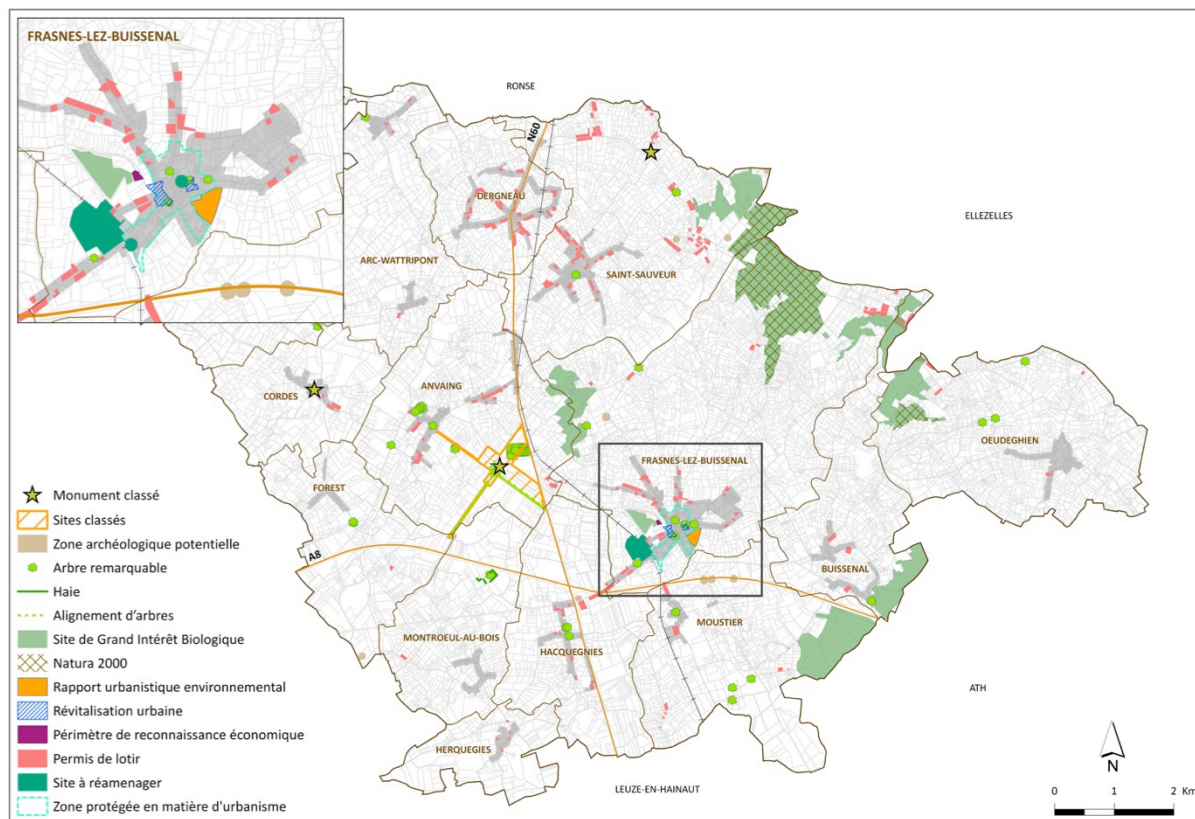 FRASNES-LEZ-BUISSENAL
RONSE
N60
DERGNEAU
ELLEZELLES
ARC-WATTRIPONT
SAINT-SAUVEUR
CORDES
ANVAING
OEUDEGHIEN
FRASNES-LEZ-BUISSENAL
FOREST
A8
BUISSENAL
MOUSTIER
MONTROEUL-AU-BOIS
HACQUEGNIES
ATH
HERQUEGIES
LEUZE-EN-HAINAUT
Monument classé
Sites classés
Zone archéologique potentielle
Arbre remarquable
Haie
Alignement d'arbres
Site de Grand Intérêt Biologique
Natura 2000
Rapport urbanistique environnemental
Révitalisation urbaine
Périmètre de reconnaissance économique
Permis de lotir
Site à réamenager
Zone protégée en matière d'urbanisme
N
0 1 2 Km